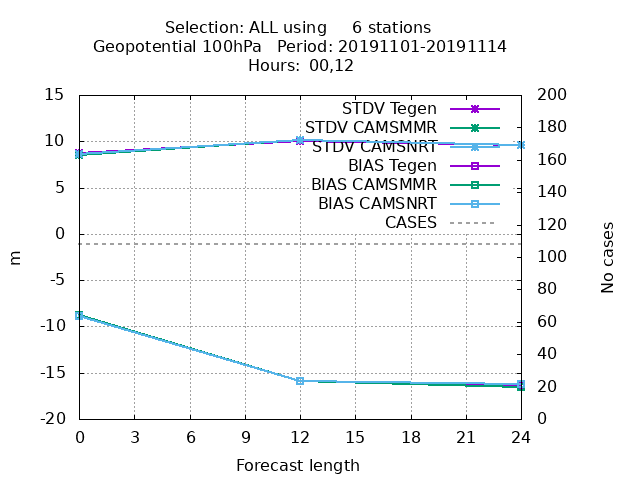 Selection: ALL using     6 stations
Geopotential 100hPa   Period: 20191101-20191114
Hours: 00,12
15
10
5
0
-5
-10
-15
-20
m
STDV Tegen
STDV CAMSMMR
STDV CAMSNRT
BIAS Tegen
BIAS CAMSMMR
BIAS CAMSNRT
CASES
200
180
160
140
120
100
80
60
40
20
0
No cases
0 3 6 9 12 15 18 21 24
Forecast length